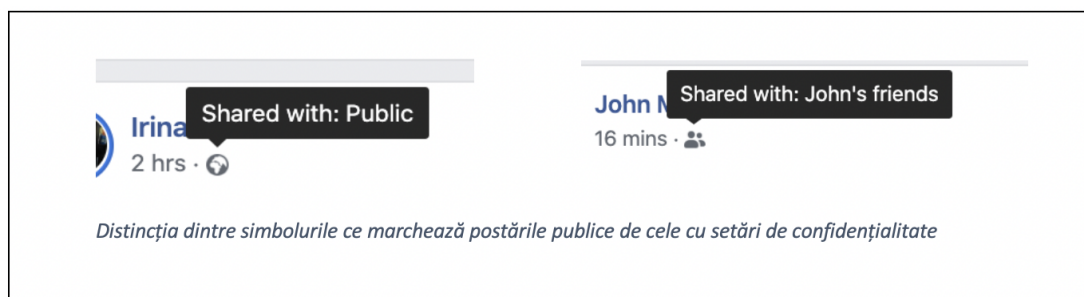 Shared with: Public
Irina
2 hrs ·
Shared with: John's friends
John
16 mins ·
Distincția dintre simbolurile ce marchează postările publice de cele cu setări de confidențialitate